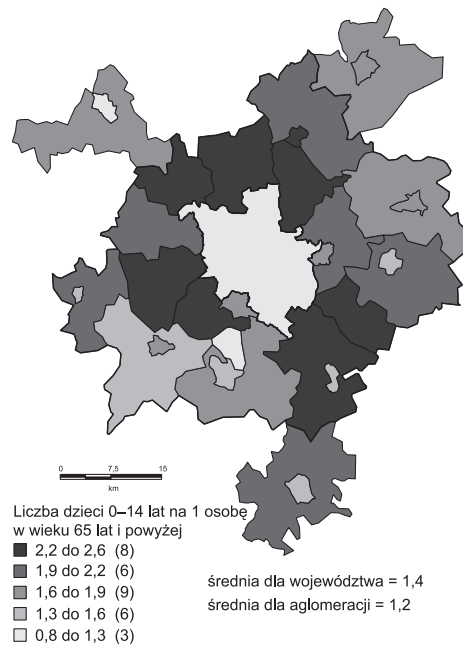 0 7,5 15
km
Liczba dzieci 0–14 lat na 1 osobę
w wieku 65 lat i powyżej
2,2 do 2,6 (8)
1,9 do 2,2 (6)
1,6 do 1,9 (9)
1,3 do 1,6 (6)
0,8 do 1,3 (3)
średnia dla województwa = 1,4
średnia dla aglomeracji = 1,2